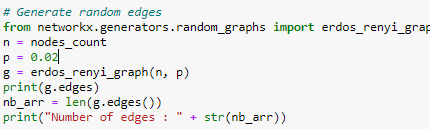 # Generate random edges
from networkx.generators.random_graphs import erdos_renyi_grap
n = nodes_count
p = 0.02
g = erdos_renyi_graph(n, p)
print(g.edges)
nb_arr = len(g.edges())
print("Number of edges : " + str(nb_arr))